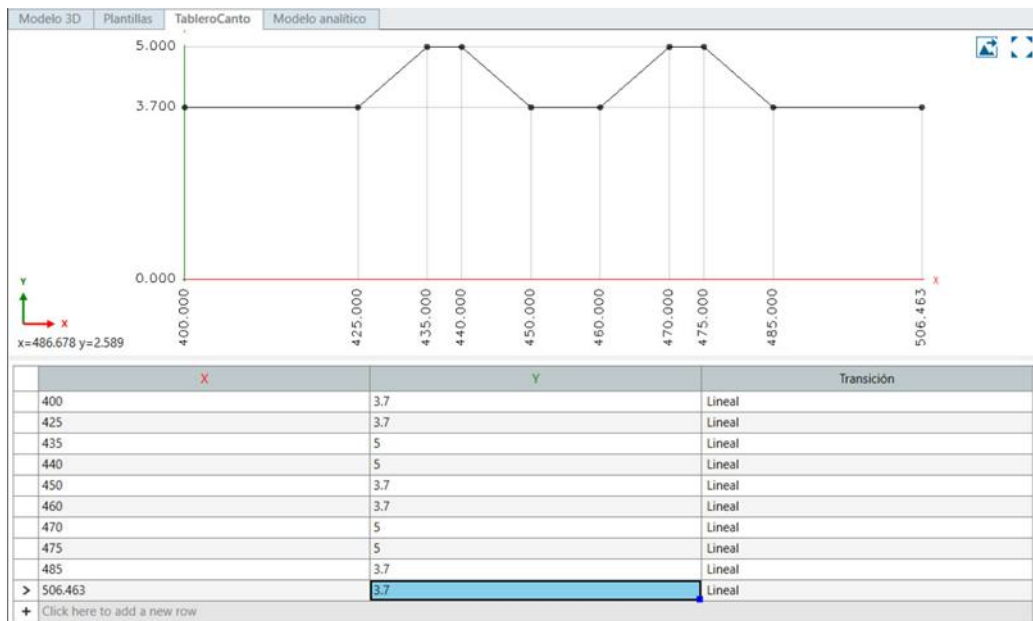 Modelo 3D Plantillas TableroCanto Modelo analítico
5.000
3.700
0.000
Y
X
X
x=486.678 y=2.589
400.000 425.000 435.000 440.000 450.000 460.000 470.000 475.000 485.000 506.463
X Y Transición
400 3.7 Lineal
425 3.7 Lineal
435 5 Lineal
440 5 Lineal
450 3.7 Lineal
460 3.7 Lineal
470 5 Lineal
475 5 Lineal
485 3.7 Lineal
> 506.463 3.7 Lineal
+ Click here to add a new row